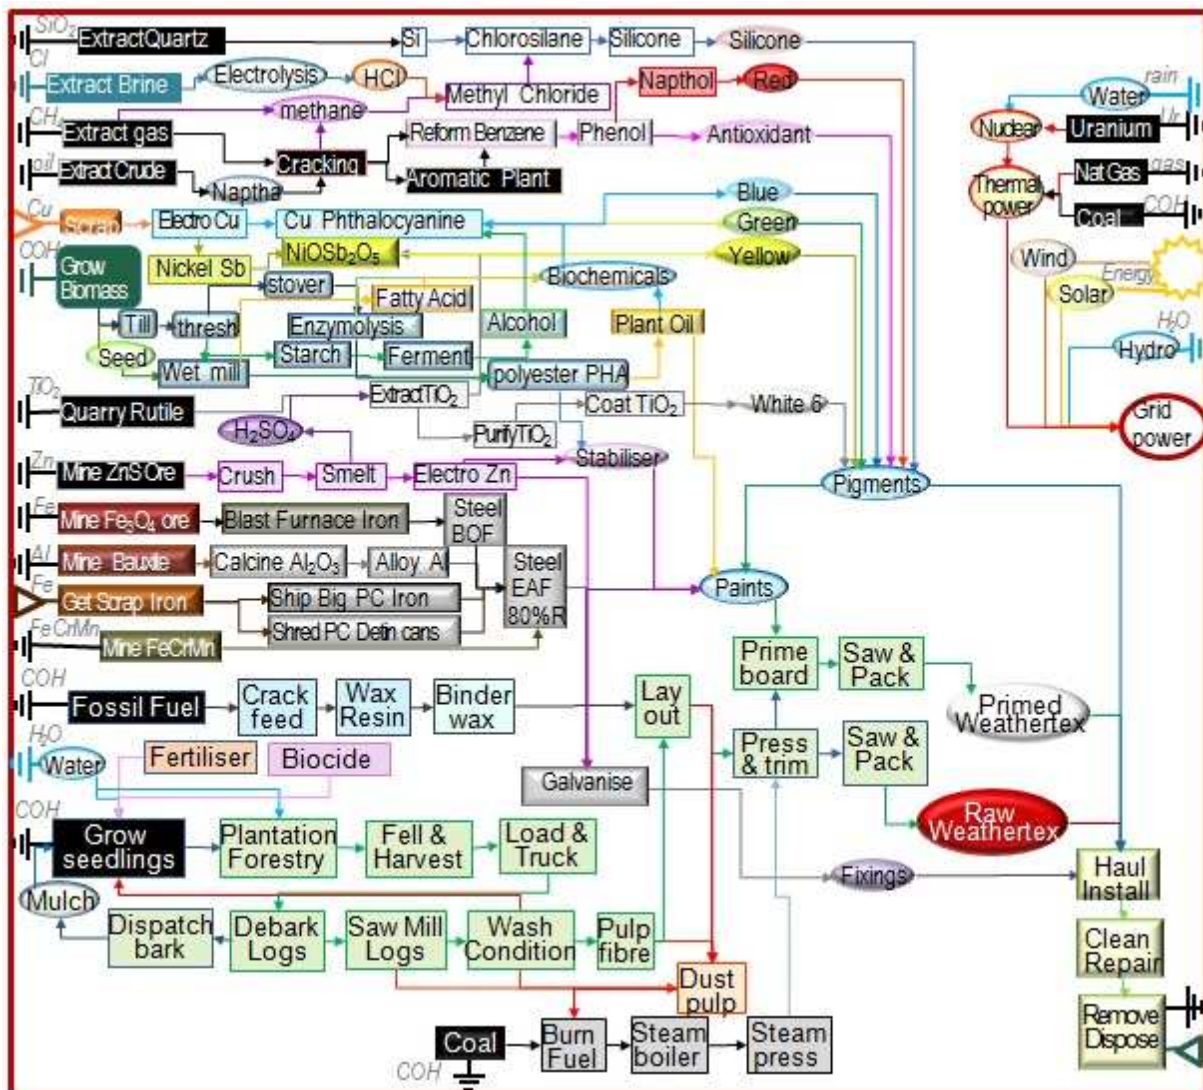 SiO₂
ExtractQuartz
Si
Chlorosilane
Silicone
Silicone
Cl
Extract Brine
Electrolysis
HCl
Methyl Chloride
Napthol
Red
CH₄
Extract gas
methane
Reform Benzene
Phenol
Antioxidant
oil
Extract Crude
Naptha
Cracking
Aromatic Plant
Cu
Scrap
Electro Cu
Cu Phthalocyanine
Blue
Green
COH
Grow
Biomass
Nickel Sb
NiOSb₂O₅
Yellow
stover
Biochemicals
Fatty Acid
Till
thresh
Enzymolysis
Alcohol
Plant Oil
Seed
Wet mill
Starch
Ferment
polyester PHA
TiO₂
Quarry Rutile
ExtractTiO₂
Coat TiO₂
White 6
H₂SO₄
PurifyTiO₂
Stabiliser
Zn
Mine ZnS Ore
Crush
Smelt
Electro Zn
Pigments
Fe
Mine Fe₃O₄ ore
Blast Furnace Iron
Steel
BOF
Al
Mine Bauxite
Calcine Al₂O₃
Alloy Al
Steel
EAF
80%R
Paints
Fe
Get Scrap Iron
Ship Big PC Iron
Shred PC Detin cans
FeCrMn
Mine FeCrMn
COH
Fossil Fuel
Crack
feed
Wax
Resin
Binder
wax
Lay
out
Prime
board
Saw &
Pack
Primed
Weathertex
H₂O
Water
Fertiliser
Biocide
Galvanise
Press
& trim
Saw &
Pack
Raw
Weathertex
COH
Grow
seedlings
Plantation
Forestry
Fell &
Harvest
Load &
Truck
Fixings
Haul
Install
Mulch
Dispatch
bark
Debark
Logs
Saw Mill
Logs
Wash
Condition
Pulp
fibre
Dust
pulp
Clean
Repair
Remove
Dispose
COH
Coal
Burn
Fuel
Steam
boiler
Steam
press
rain
Water
Nuclear
Uranium
Ur
Thermal
power
Nat Gas
gas
Coal
COH
Wind
Solar
Energy
H₂O
Hydro
Grid
power